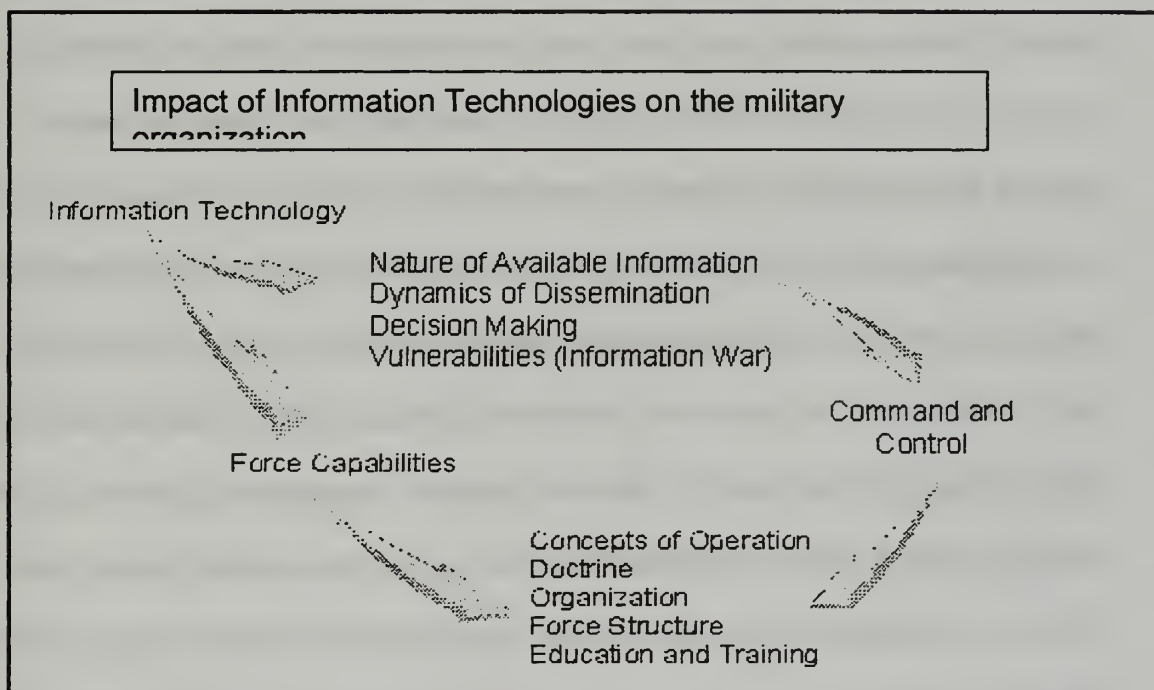 Impact of Information Technologies on the military
organization
Information Technology
Nature of Available Information
Dynamics of Dissemination
Decision Making
Vulnerabilities (Information War)
Command and
Control
Force Capabilities
Concepts of Operation
Doctrine
Organization
Force Structure
Education and Training